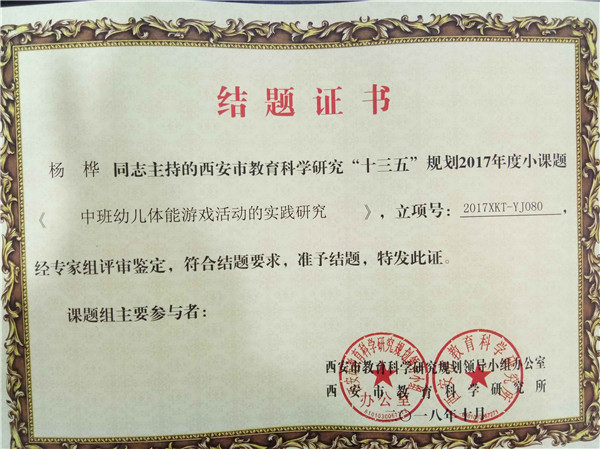 结题证书
杨 桦 同志主持的西安市教育科学研究“十三五”规划2017年度小课题
《 中班幼儿体能游戏活动的实践研究 》，立项号：2017XKT-YJ080，
经专家组评审鉴定，符合结题要求，准予结题，特发此证。
课题组主要参与者：
西安市教育科学研究规划领导小组办公室
西安市教育科学研究所
二〇一八年十月
办公室